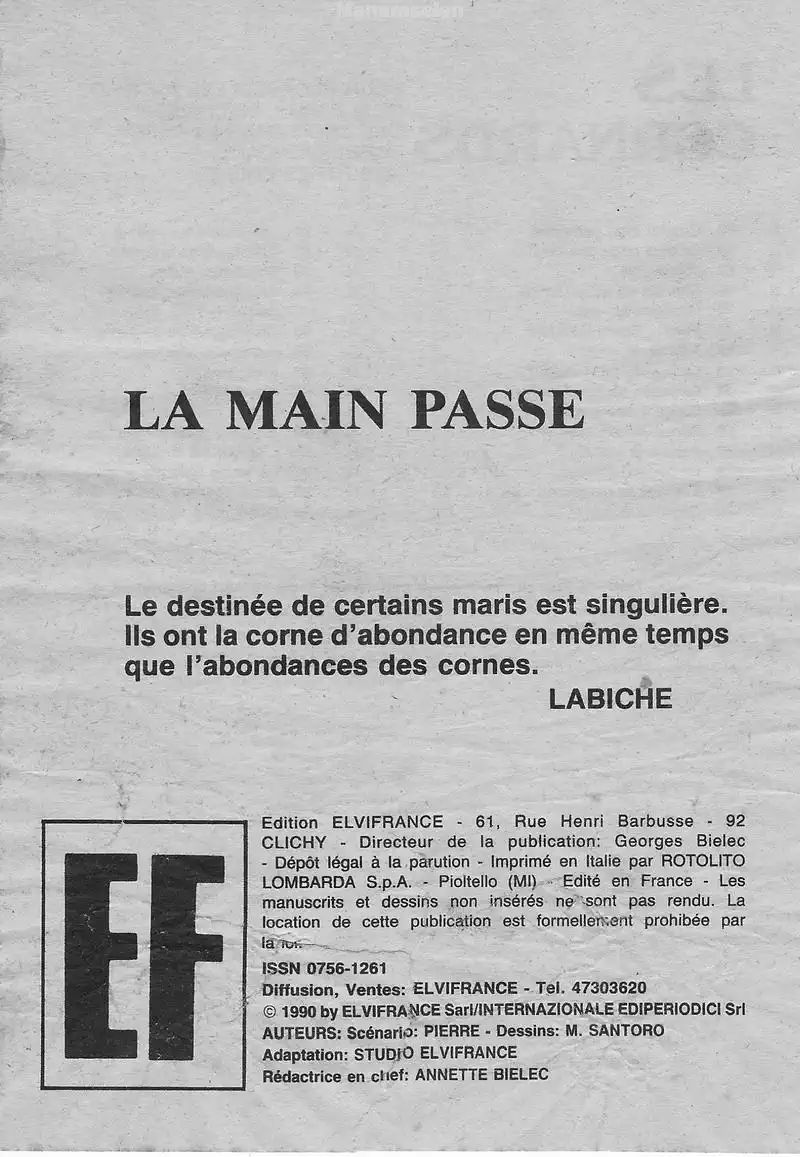 LA MAIN PASSE
Le destinée de certains maris est singulière.
Ils ont la corne d'abondance en même temps
que l'abondances des cornes.
LABICHE
EF
Edition ELVIFRANCE - 61, Rue Henri Barbusse - 92
CLICHY - Directeur de la publication: Georges Bielec
- Dépôt légal à la parution - Imprimé en Italie par ROTOLITO
LOMBARDA S.p.A. - Pioltello (MI) - Edité en France - Les
manuscrits et dessins non insérés ne sont pas rendu. La
location de cette publication est formellement prohibée par
la loi.
ISSN 0756-1261
Diffusion, Ventes: ELVIFRANCE - Tel. 47303620
© 1990 by ELVIFRANCE Sarl/INTERNAZIONALE EDIPERIODICI Srl
AUTEURS: Scénario: PIERRE - Dessins: M. SANTORO
Adaptation: STUDIO ELVIFRANCE
Rédactrice en chef: ANNETTE BIELEC